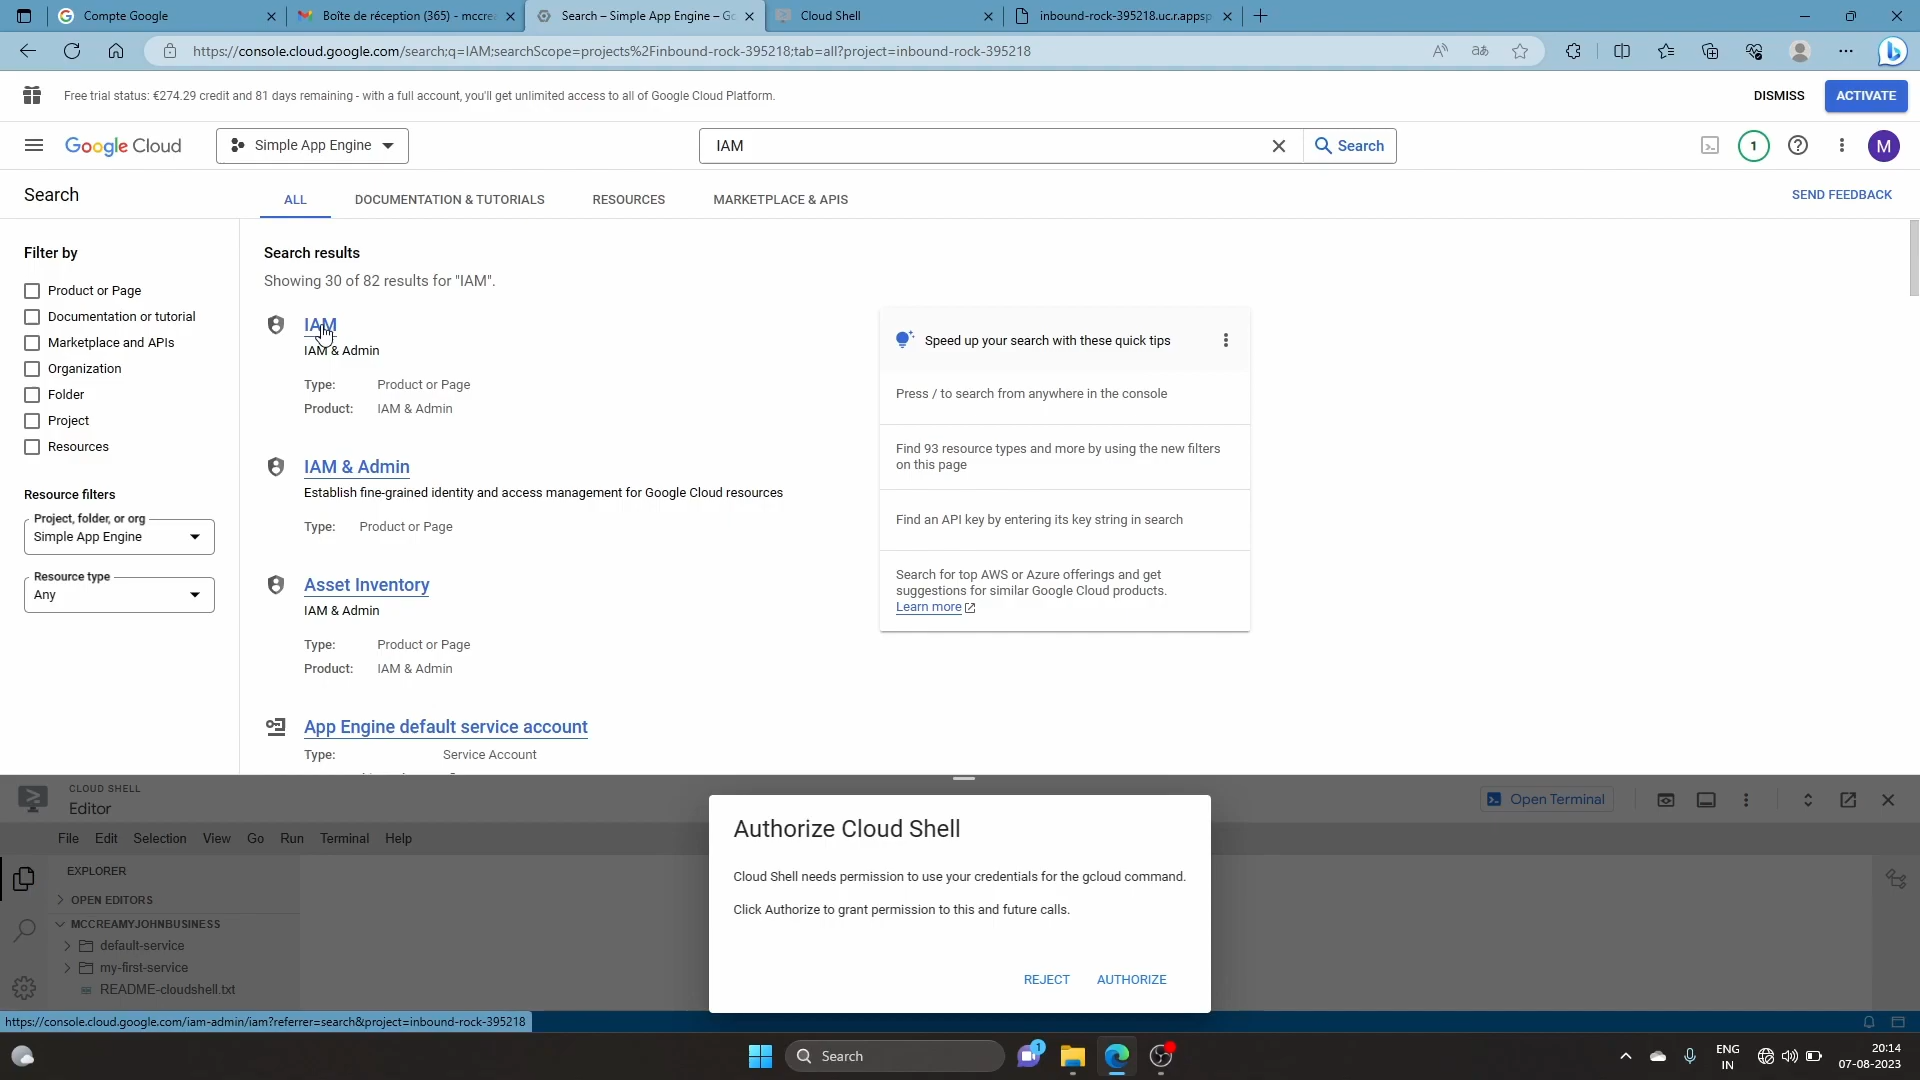 Compte Google
Boîte de réception (365) - mccrea
Search – Simple App Engine – Go
Cloud Shell
inbound-rock-395218.uc.r.appsp
https://console.cloud.google.com/search;q=IAM;searchScope=projects%2Finbound-rock-395218;tab=all?project=inbound-rock-395218
Free trial status: €274.29 credit and 81 days remaining - with a full account, you'll get unlimited access to all of Google Cloud Platform.
DISMISS
ACTIVATE
Google Cloud
Simple App Engine
IAM
Search
1
M
Search
ALL
DOCUMENTATION & TUTORIALS
RESOURCES
MARKETPLACE & APIS
SEND FEEDBACK
Filter by
Product or Page
Documentation or tutorial
Marketplace and APIs
Organization
Folder
Project
Resources
Resource filters
Project, folder, or org
Simple App Engine
Resource type
Any
Search results
Showing 30 of 82 results for "IAM".
IAM
IAM & Admin
Type: Product or Page
Product: IAM & Admin
IAM & Admin
Establish fine-grained identity and access management for Google Cloud resources
Type: Product or Page
Asset Inventory
IAM & Admin
Type: Product or Page
Product: IAM & Admin
App Engine default service account
Type: Service Account
Speed up your search with these quick tips
Press / to search from anywhere in the console
Find 93 resource types and more by using the new filters
on this page
Find an API key by entering its key string in search
Search for top AWS or Azure offerings and get
suggestions for similar Google Cloud products.
Learn more
CLOUD SHELL
Editor
Open Terminal
File Edit Selection View Go Run Terminal Help
EXPLORER
OPEN EDITORS
MCCREAMYJOHNBUSINESS
default-service
my-first-service
README-cloudshell.txt
Authorize Cloud Shell
Cloud Shell needs permission to use your credentials for the gcloud command.
Click Authorize to grant permission to this and future calls.
REJECT
AUTHORIZE
https://console.cloud.google.com/iam-admin/iam?referrer=search&project=inbound-rock-395218
Search
1
ENG
IN
20:14
07-08-2023